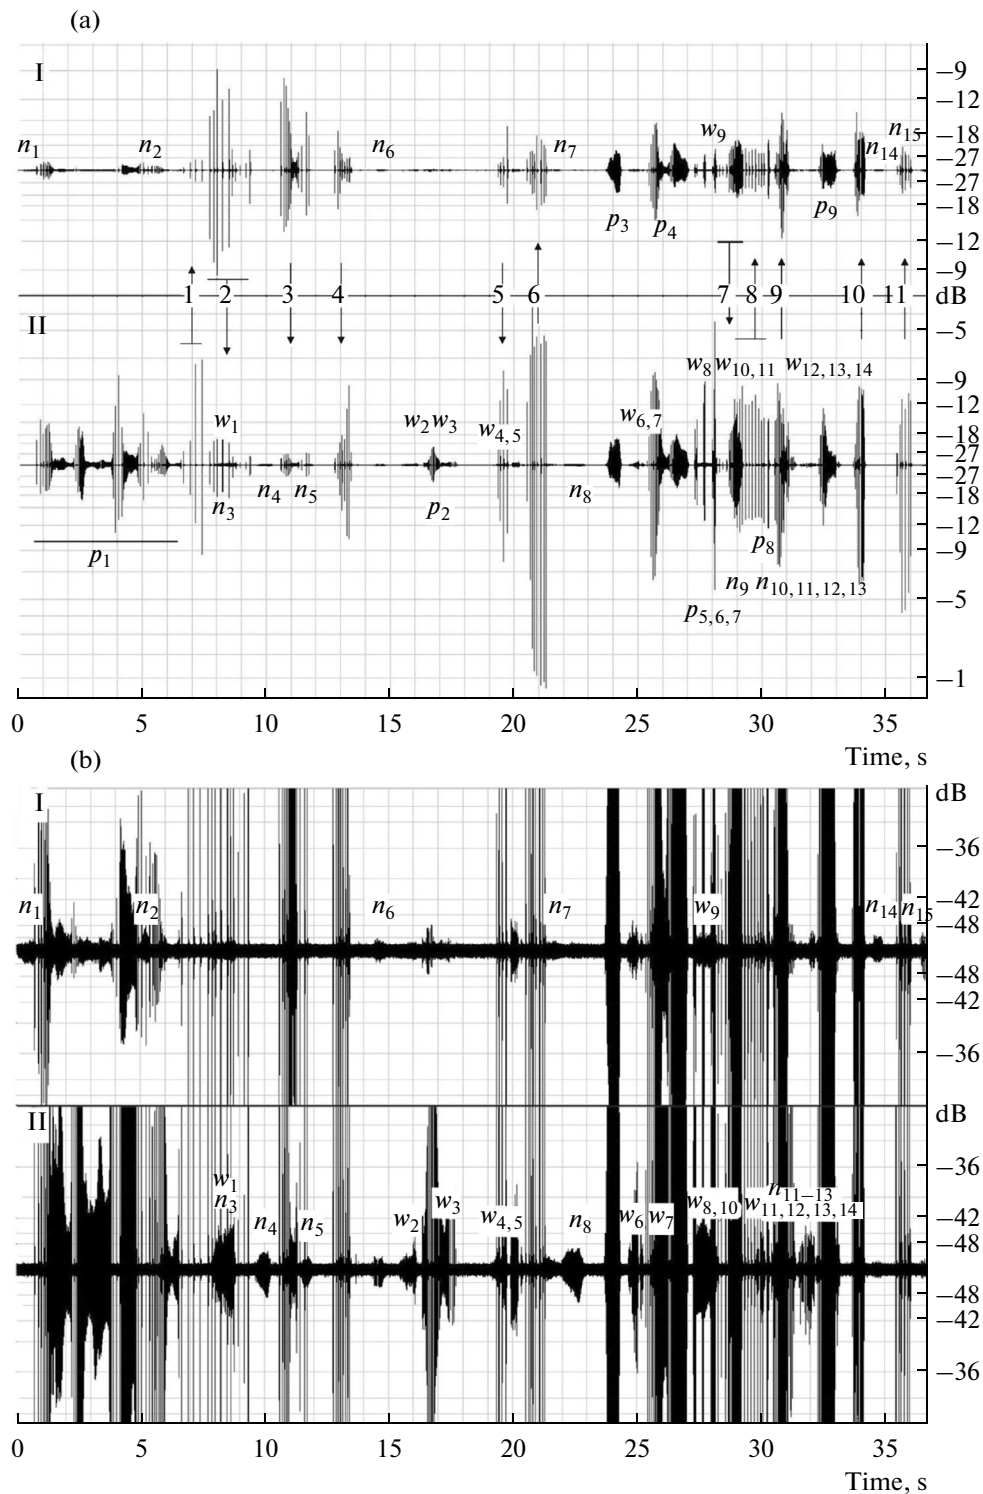 (a)
I
−9
−12
n15
w9
−18
n1 n2 n6 n7 n14
−27
−27
−18
p3 p4 p9
−12
−9
1 2 3 4 5 6 7 8 9 10 11 dB
II
−5
w8 w10, 11 w12, 13, 14
−9
−12
w1 w2 w3 w4, 5 w6, 7
−18
−27
−27
n3 n4 n5 n8
−18
p2
−12
p1 p8
−9
n9 n10, 11, 12, 13
−5
p5, 6, 7
−1
0 5 10 15 20 25 30 35
Time, s
(b)
I dB
−36
−42
n1 n2 n6 n7 w9 n14 n15
−48
−48
−42
−36
II dB
−36
w1
n3
n11−13
w3 w8, 10 w11, 12, 13, 14
−42
n4 n5 w2 w4, 5 n8 w6 w7
−48
−48
−42
−36
0 5 10 15 20 25 30 35
Time, s